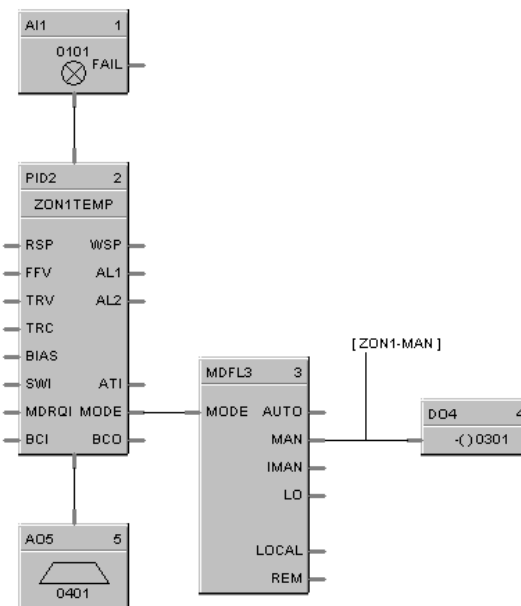 AI1 1
0101
FAIL
PID2 2
ZON1TEMP
RSP WSP
FFV AL1
TRV AL2
TRC
BIAS
SWI ATI
MDRQI MODE
BCI BCO
MDFL3 3
MODE AUTO
MAN
IMAN
LO
LOCAL
REM
[ZON1-MAN]
DO4 4
-( ) 0301
AO5 5
0401